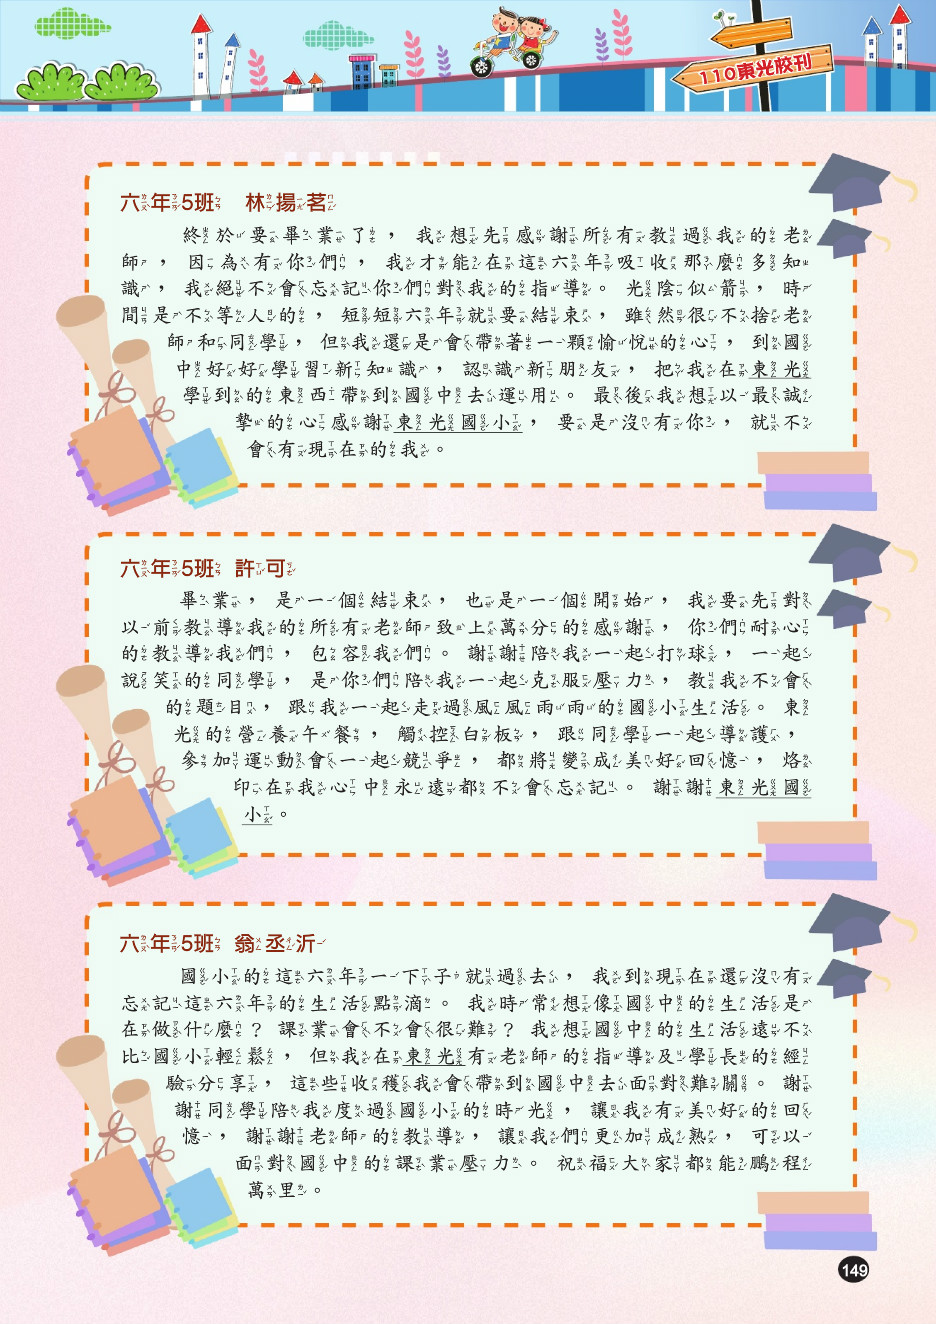 110東光校刊
六年5班 林揚茗
終於要畢業了，我想先感謝所有教過我的老
師，因為有你們，我才能在這六年吸收那麼多知
識，我絕不會忘記你們對我的指導。光陰似箭，時
間是不等人的，短短六年就要結束，雖然很不捨老
師和同學，但我還是會帶著一顆愉悅的心，到國
中好好學習新知識，認識新朋友，把我在東光
學到的東西帶到國中去運用。最後我想以最誠
摯的心感謝東光國小，要是沒有你，就不
會有現在的我。
六年5班 許可
畢業，是一個結束，也是一個開始，我要先對
以前教導我的所有老師致上萬分的感謝，你們耐心
的教導我們，包容我們。謝謝陪我一起打球，一起
說笑的同學，是你們陪我一起克服壓力，教我不會
的題目，跟我一起走過風風雨雨的國小生活。東
光的營養午餐，觸控白板，跟同學一起導護，
參加運動會一起競爭，都將變成美好回憶，烙
印在我心中永遠都不會忘記。謝謝東光國
小。
六年5班 翁丞沂
國小的這六年一下子就過去，我到現在還沒有
忘記這六年的生活點滴。我時常想像國中的生活是
在做什麼？課業會不會很難？我想國中的生活遠不
比國小輕鬆，但我在東光有老師的指導及學長的經
驗分享，這些收穫我會帶到國中去面對難關。謝
謝同學陪我度過國小的時光，讓我有美好的回
憶，謝謝老師的教導，讓我們更加成熟，可以
面對國中的課業壓力。祝福大家都能鵬程
萬里。
149